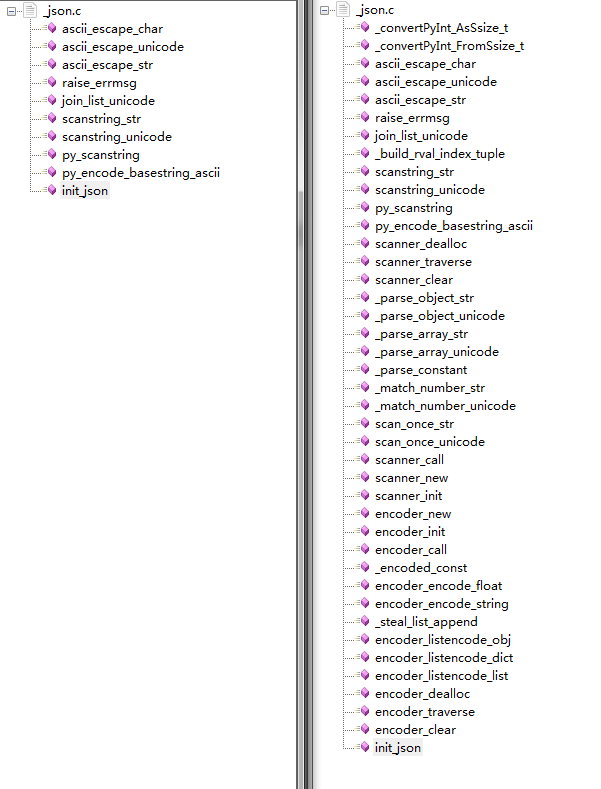 _json.c
ascii_escape_char
ascii_escape_unicode
ascii_escape_str
raise_errmsg
join_list_unicode
scanstring_str
scanstring_unicode
py_scanstring
py_encode_basestring_ascii
init_json
_json.c
_convertPyInt_AsSsize_t
_convertPyInt_FromSsize_t
ascii_escape_char
ascii_escape_unicode
ascii_escape_str
raise_errmsg
join_list_unicode
_build_rval_index_tuple
scanstring_str
scanstring_unicode
py_scanstring
py_encode_basestring_ascii
scanner_dealloc
scanner_traverse
scanner_clear
_parse_object_str
_parse_object_unicode
_parse_array_str
_parse_array_unicode
_parse_constant
_match_number_str
_match_number_unicode
scan_once_str
scan_once_unicode
scanner_call
scanner_new
scanner_init
encoder_new
encoder_init
encoder_call
_encoded_const
encoder_encode_float
encoder_encode_string
_steal_list_append
encoder_listencode_obj
encoder_listencode_dict
encoder_listencode_list
encoder_dealloc
encoder_traverse
encoder_clear
init_json